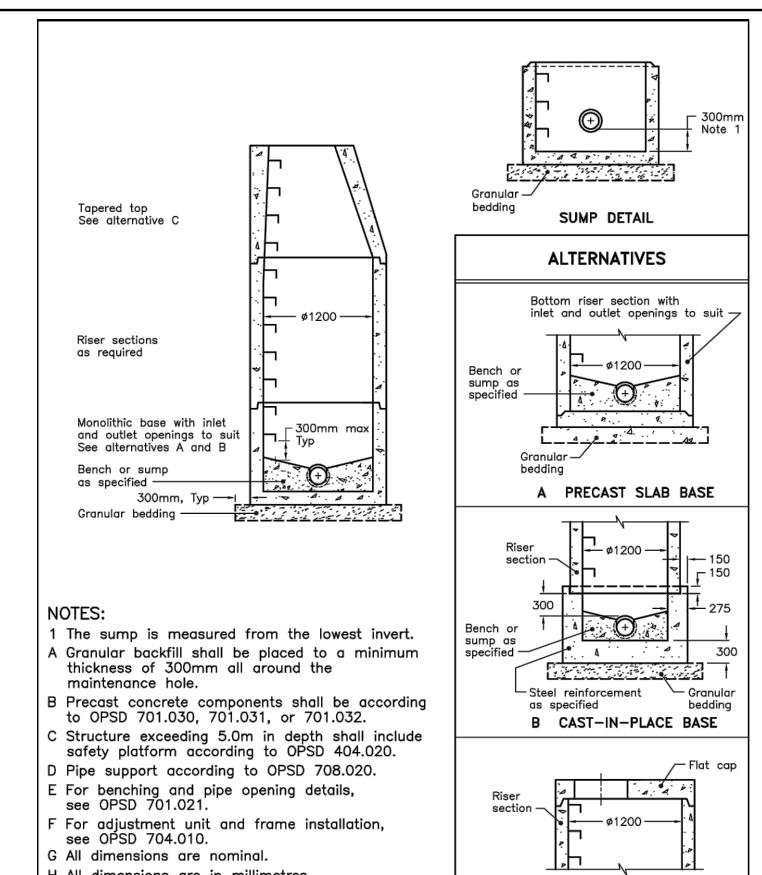 Tapered top
See alternative C
ø1200
Riser sections
as required
Monolithic base with inlet
and outlet openings to suit
See alternatives A and B
300mm max
Typ
Bench or sump
as specified
300mm, Typ
Granular bedding
NOTES:
1 The sump is measured from the lowest invert.
A Granular backfill shall be placed to a minimum
thickness of 300mm all around the
maintenance hole.
B Precast concrete components shall be according
to OPSD 701.030, 701.031, or 701.032.
C Structure exceeding 5.0m in depth shall include
safety platform according to OPSD 404.020.
D Pipe support according to OPSD 708.020.
E For benching and pipe opening details,
see OPSD 701.021.
F For adjustment unit and frame installation,
see OPSD 704.010.
G All dimensions are nominal.
H All dimensions are in millimetres
300mm
Note 1
Granular
bedding
SUMP DETAIL
ALTERNATIVES
Bottom riser section with
inlet and outlet openings to suit
ø1200
Bench or
sump as
specified
Granular
bedding
A PRECAST SLAB BASE
Riser
section
ø1200
150
150
300
275
Bench or
sump as
specified
300
Steel reinforcement
as specified
Granular
bedding
B CAST-IN-PLACE BASE
Flat cap
Riser
section
ø1200